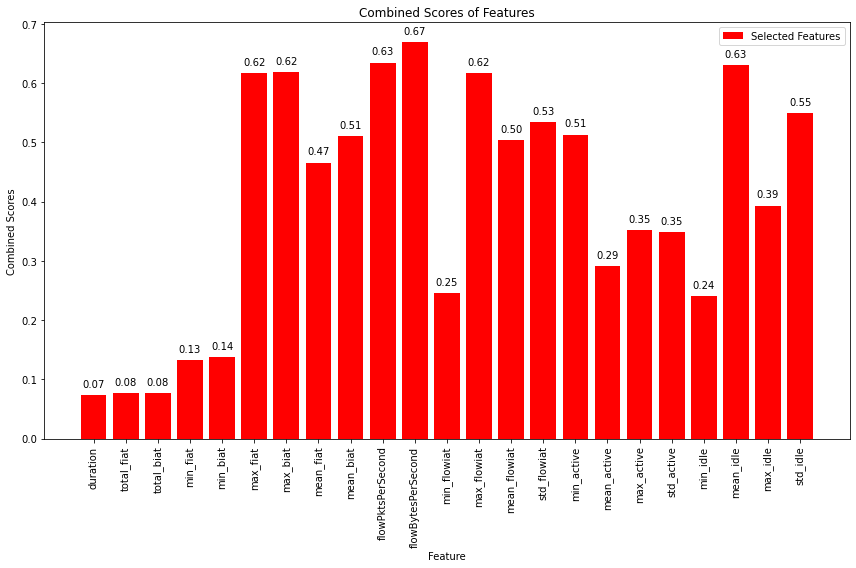 Combined Scores of Features
Selected Features
Combined Scores
0.7
0.6
0.5
0.4
0.3
0.2
0.1
0.0
0.07
0.08
0.08
0.13
0.14
0.62
0.62
0.47
0.51
0.63
0.67
0.25
0.62
0.50
0.53
0.51
0.29
0.35
0.35
0.24
0.63
0.39
0.55
duration
total_fiat
total_biat
min_fiat
min_biat
max_fiat
max_biat
mean_fiat
mean_biat
flowPktsPerSecond
flowBytesPerSecond
min_flowiat
max_flowiat
mean_flowiat
std_flowiat
min_active
mean_active
max_active
std_active
min_idle
mean_idle
max_idle
std_idle
Feature